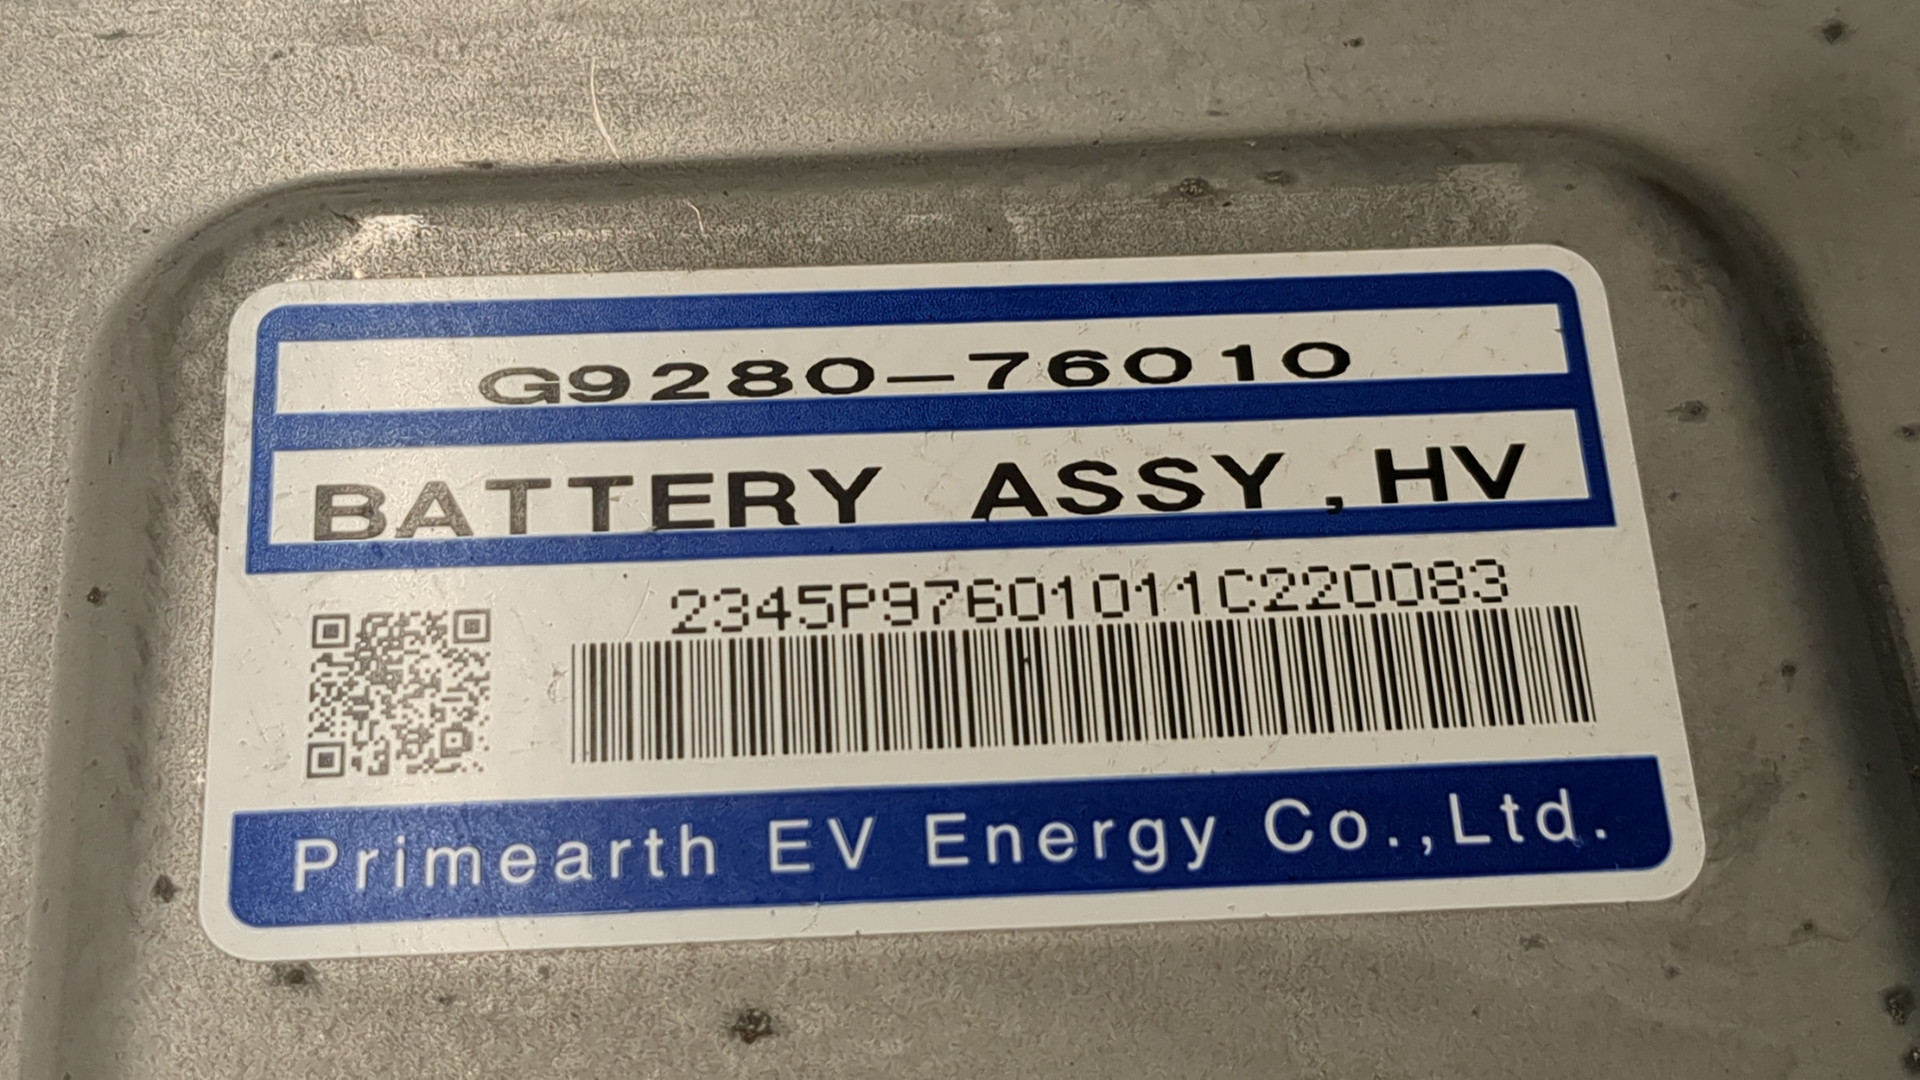 G9280-76010
BATTERY ASSY,HV
2345P97601011C220083
Primearth EV Energy Co.,Ltd.